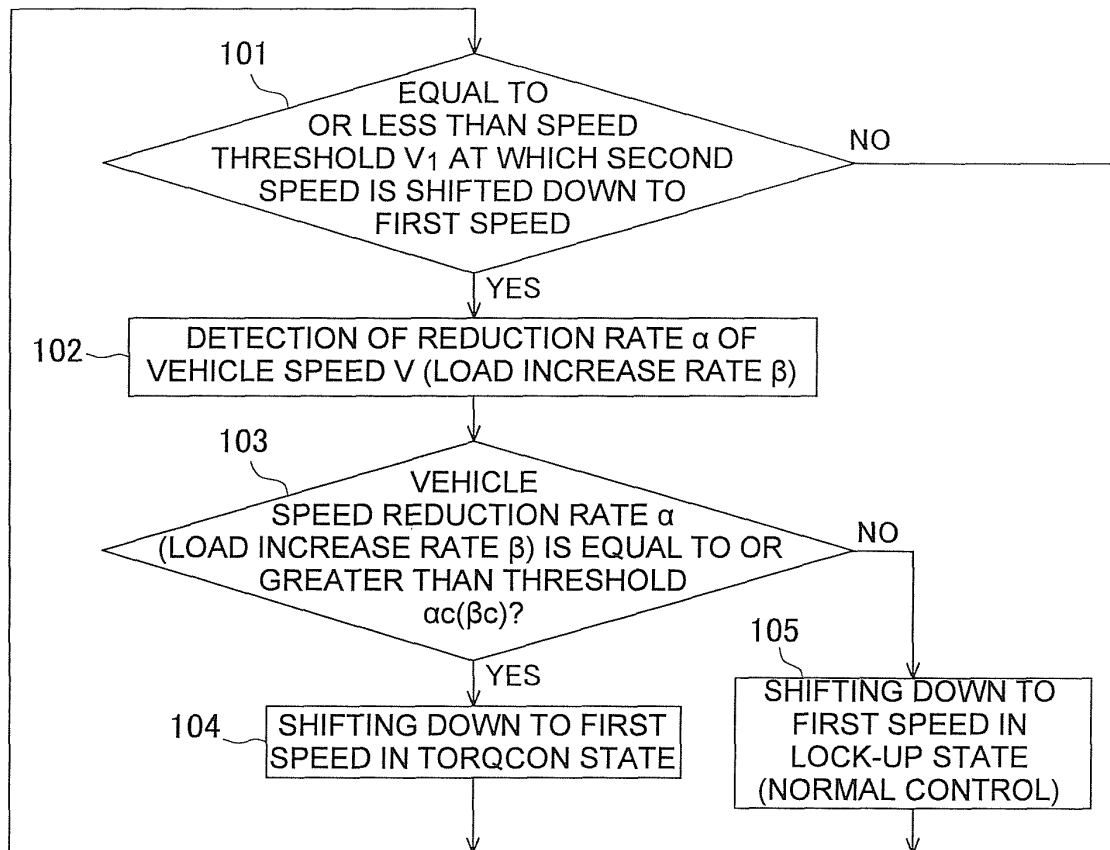 101
EQUAL TO
OR LESS THAN SPEED
THRESHOLD V1 AT WHICH SECOND
SPEED IS SHIFTED DOWN TO
FIRST SPEED
NO
YES
102
DETECTION OF REDUCTION RATE α OF
VEHICLE SPEED V (LOAD INCREASE RATE β)
103
VEHICLE
SPEED REDUCTION RATE α
(LOAD INCREASE RATE β) IS EQUAL TO OR
GREATER THAN THRESHOLD
αc(βc)?
NO
YES
104
SHIFTING DOWN TO FIRST
SPEED IN TORQCON STATE
105
SHIFTING DOWN TO
FIRST SPEED IN
LOCK-UP STATE
(NORMAL CONTROL)